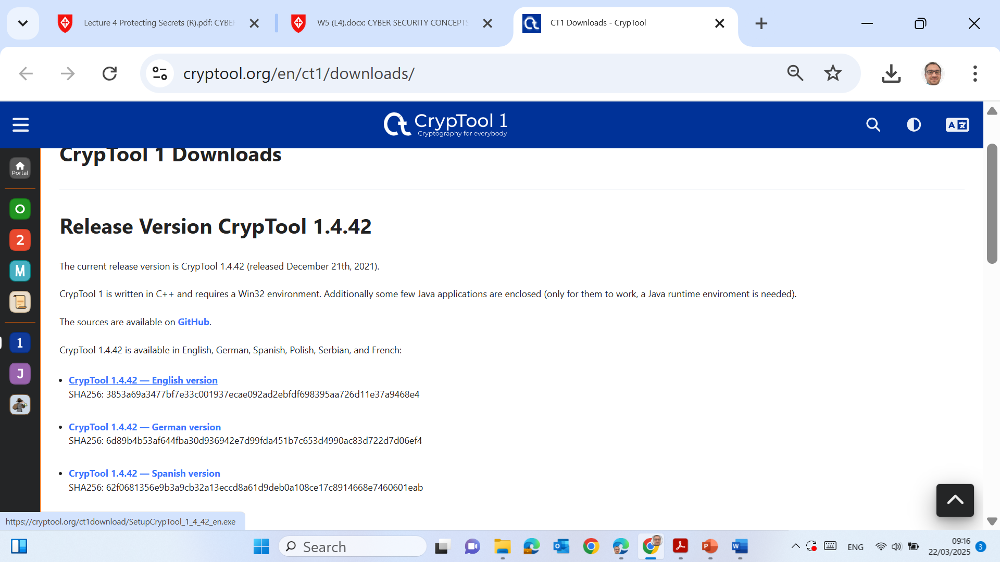 Lecture 4 Protecting Secrets (R).pdf: CYBE
W5 (L4).docx: CYBER SECURITY CONCEPTS
CT1 Downloads - CrypTool
cryptool.org/en/ct1/downloads/
CrypTool 1
Cryptography for everybody
A
Portal
O
2
M
1
J
CrypTool 1 Downloads
Release Version CrypTool 1.4.42
The current release version is CrypTool 1.4.42 (released December 21th, 2021).
CrypTool 1 is written in C++ and requires a Win32 environment. Additionally some few Java applications are enclosed (only for them to work, a Java runtime enviroment is needed).
The sources are available on GitHub.
CrypTool 1.4.42 is available in English, German, Spanish, Polish, Serbian, and French:
• CrypTool 1.4.42 — English version
SHA256: 3853a69a3477bf7e33c001937ecae092ad2ebfdf698395aa726d11e37a9468e4
• CrypTool 1.4.42 — German version
SHA256: 6d89b4b53af644fba30d936942e7d99fda451b7c653d4990ac83d722d7d06ef4
• CrypTool 1.4.42 — Spanish version
SHA256: 62f0681356e9b3a9cb32a13eccd8a61d9deb0a108ce17c8914668e7460601eab
https://cryptool.org/ct1download/SetupCrypTool_1_4_42_en.exe
Search
ENG
09:16
22/03/2025
3